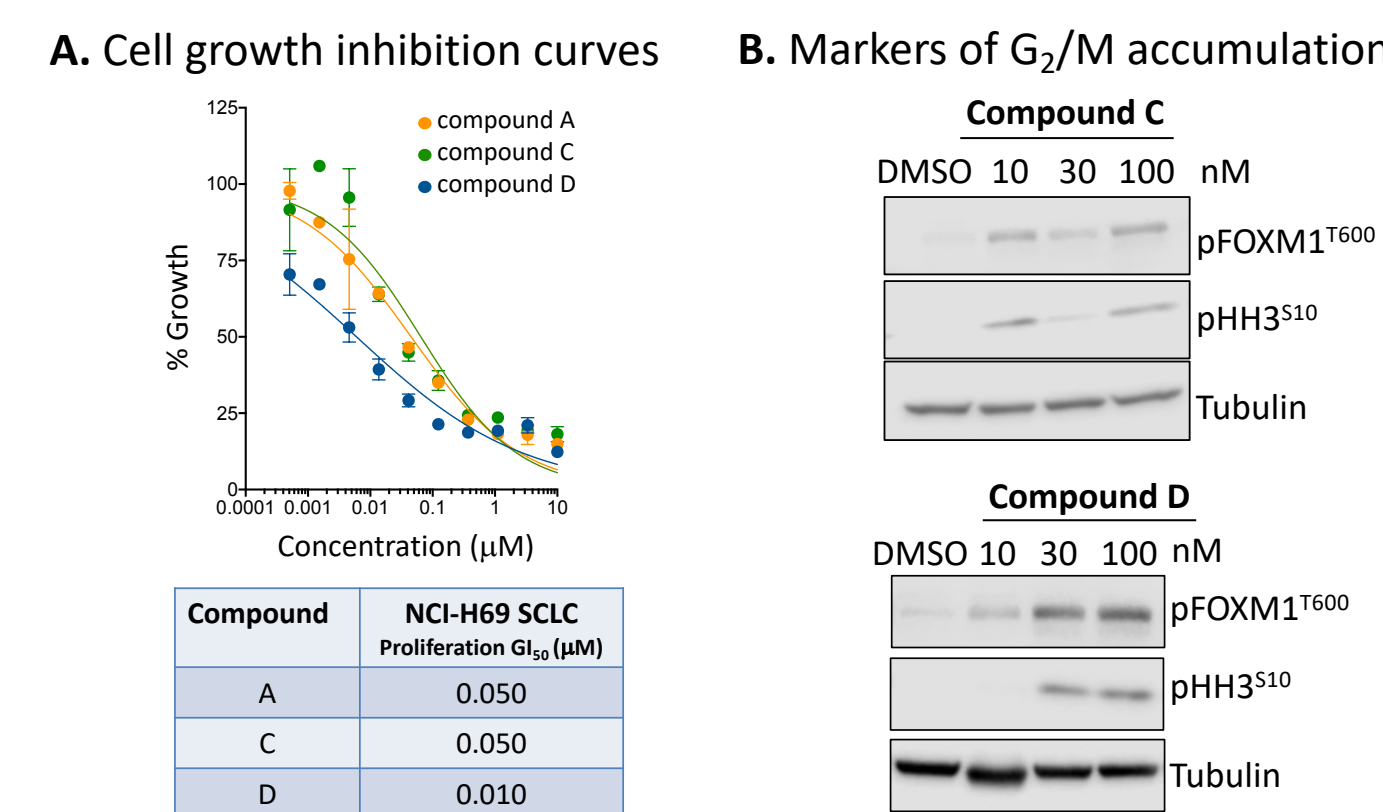 A. Cell growth inhibition curves
125
100
75
50
25
0
% Growth
compound A
compound C
compound D
0.0001 0.001 0.01 0.1 1 10
Concentration (μM)
Compound NCI-H69 SCLC
Proliferation GI50 (μM)
A 0.050
C 0.050
D 0.010
B. Markers of G2/M accumulation
Compound C
DMSO 10 30 100 nM
pFOXM1T600
pHH3S10
Tubulin
Compound D
DMSO 10 30 100 nM
pFOXM1T600
pHH3S10
Tubulin